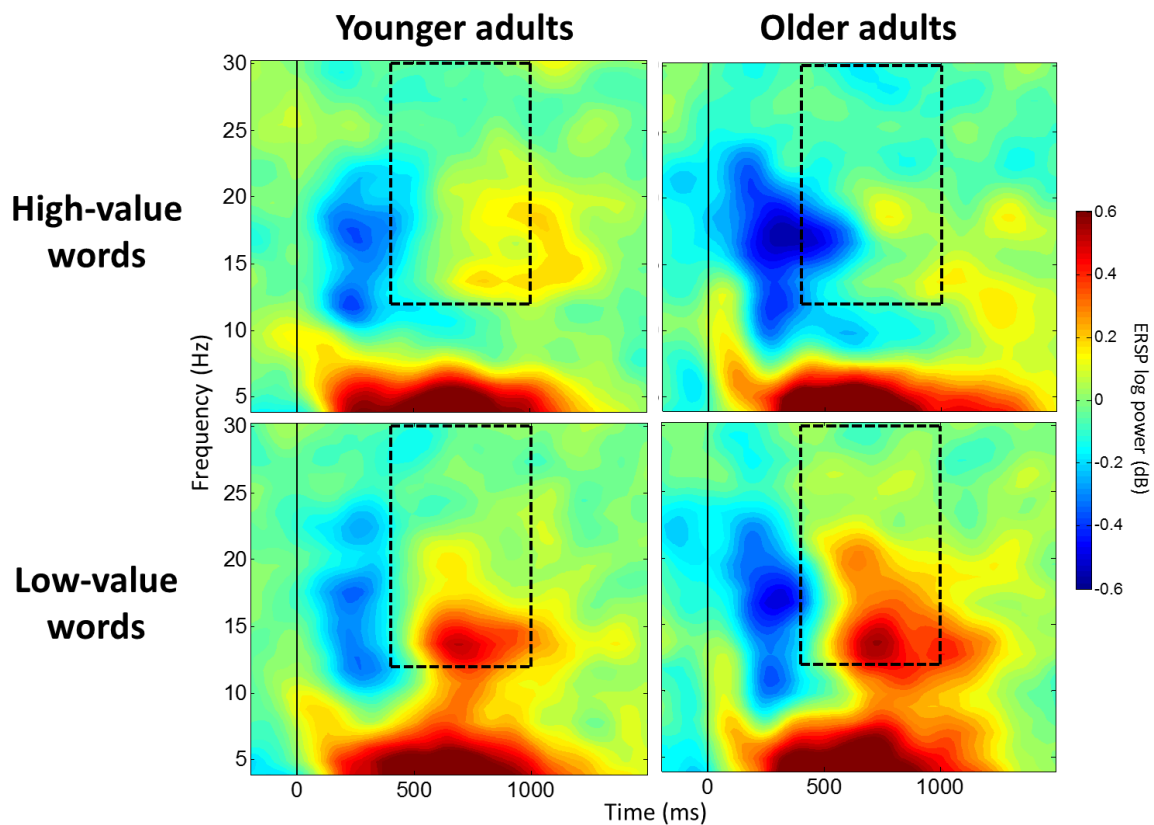 Younger adults
Older adults
High-value
words
Low-value
words
Frequency (Hz)
30
25
20
15
10
5
30
25
20
15
10
5
0
500
1000
0
500
1000
Time (ms)
0.6
0.4
0.2
0
-0.2
-0.4
-0.6
ERSP log power (dB)